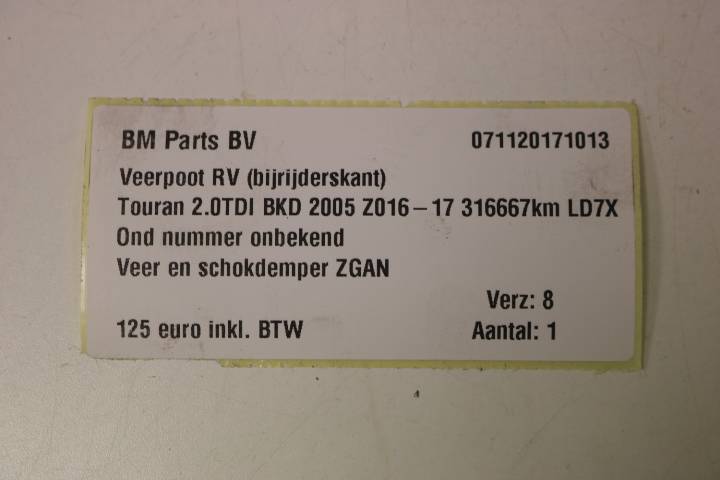 BM Parts BV 071120171013
Veerpoot RV (bijrijderskant)
Touran 2.0TDI BKD 2005 Z016-17 316667km LD7X
Ond nummer onbekend
Veer en schokdemper ZGAN
Verz: 8
125 euro inkl. BTW Aantal: 1